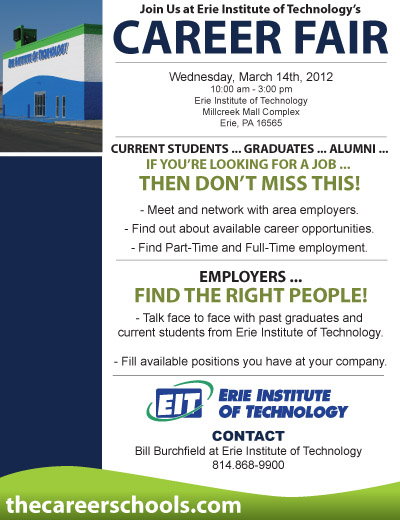 Join Us at Erie Institute of Technology's
CAREER FAIR
Wednesday, March 14th, 2012
10:00 am - 3:00 pm
Erie Institute of Technology
Millcreek Mall Complex
Erie, PA 16565
ERIE INSTITUTE OF TECHNOLOGY
CURRENT STUDENTS ... GRADUATES ... ALUMNI ...
IF YOU'RE LOOKING FOR A JOB ...
THEN DON'T MISS THIS!
- Meet and network with area employers.
- Find out about available career opportunities.
- Find Part-Time and Full-Time employment.
EMPLOYERS ...
FIND THE RIGHT PEOPLE!
- Talk face to face with past graduates and
current students from Erie Institute of Technology.
- Fill available positions you have at your company.
EIT ERIE INSTITUTE
OF TECHNOLOGY
CONTACT
Bill Burchfield at Erie Institute of Technology
814.868-9900
thecareerschools.com